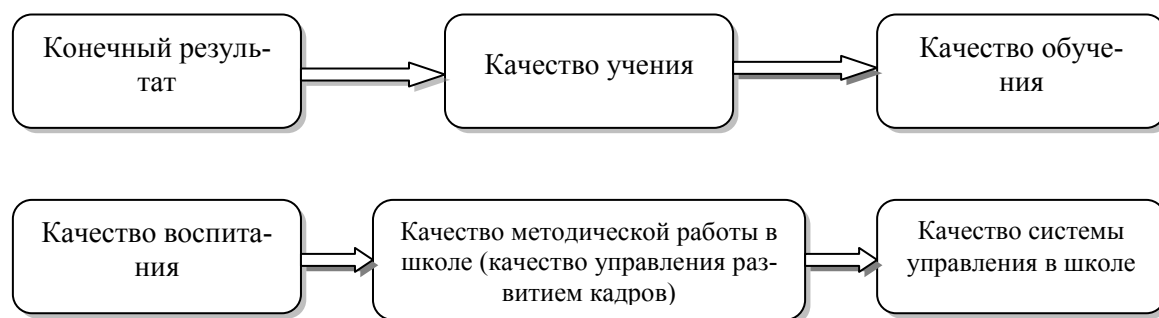 Конечный резуль-
тат
Качество учения
Качество обуче-
ния
Качество воспита-
ния
Качество методической работы в
школе (качество управления раз-
витием кадров)
Качество системы
управления в школе